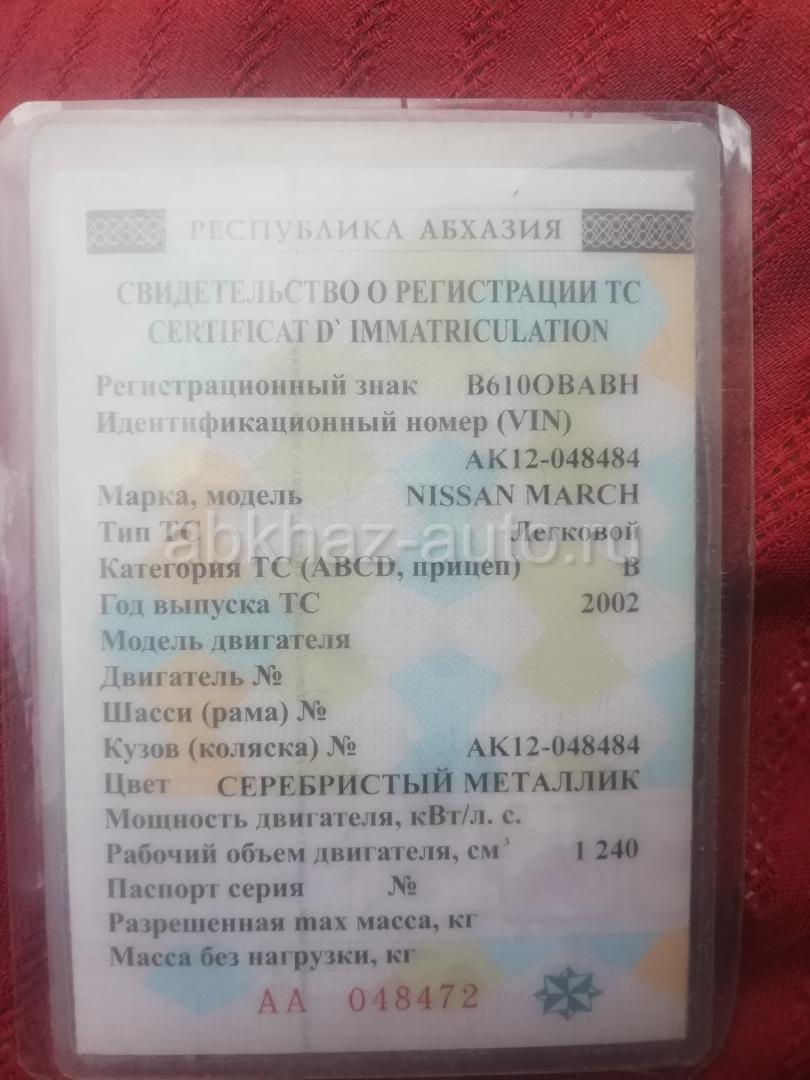 РЕСПУБЛИКА АБХАЗИЯ
СВИДЕТЕЛЬСТВО О РЕГИСТРАЦИИ ТС
CERTIFICAT D` IMMATRICULATION
Регистрационный знак В610ОВАВН
Идентификационный номер (VIN)
AK12-048484
Марка, модель NISSAN MARCH
Тип ТС Легковой
abkhaz-auto.ru
Категория ТС (ABCD, прицеп) В
Год выпуска ТС 2002
Модель двигателя
Двигатель №
Шасси (рама) №
Кузов (коляска) № AK12-048484
Цвет СЕРЕБРИСТЫЙ МЕТАЛЛИК
Мощность двигателя, кВт/л. с.
Рабочий объем двигателя, см³ 1 240
Паспорт серия №
Разрешенная max масса, кг
Масса без нагрузки, кг
АА 048472